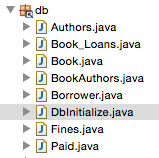 db
Authors.java
Book_Loans.java
Book.java
BookAuthors.java
Borrower.java
DbInitialize.java
Fines.java
Paid.java